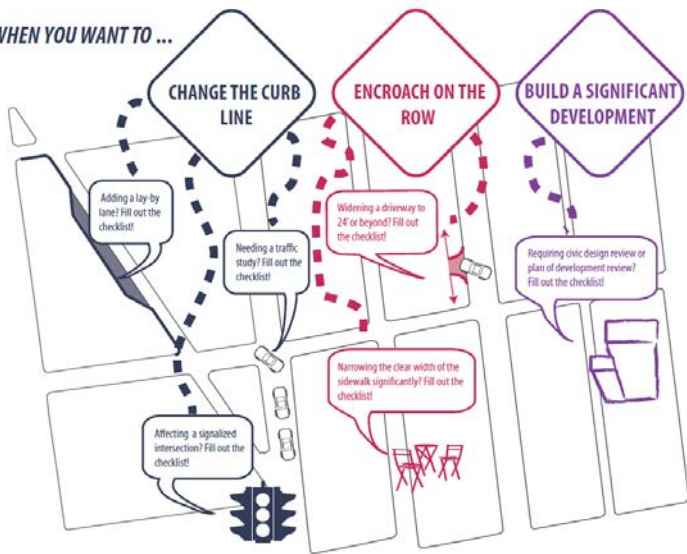 WHEN YOU WANT TO ...
CHANGE THE CURB
LINE
ENCROACH ON THE
ROW
BUILD A SIGNIFICANT
DEVELOPMENT
Adding a lay-by
lane? Fill out the
checklist!
Needing a traffic
study? Fill out the
checklist!
Widening a driveway to
24' or beyond? Fill out
the checklist!
Requiring civic design review or
plan of development review?
Fill out the checklist!
Narrowing the clear width of the
sidewalk significantly? Fill out the
checklist!
Affecting a signalized
intersection? Fill out the
checklist!